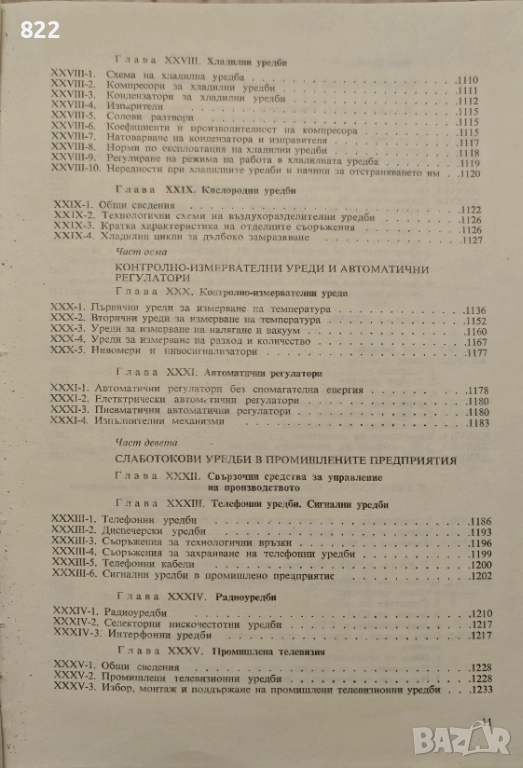 822
Глава XXVIII. Хладилни уредби
XXVIII-1. Схема на хладилна уредба . . . 1110
XXVIII-2. Компресори за хладилни уредби . . . 1111
XXVIII-3. Кондензатори за хладилни уредби . . . 1112
XXVIII-4. Изпарители . . . 1115
XXVIII-5. Солови разтвори . . . 1115
XXVIII-6. Коефициенти и производителност на компресора . . . 1115
XXVIII-7. Натоварване на кондензатора и изправителя . . . 1117
XXVIII-8. Норми по експлоатация на хладилни уредби . . . 1118
XXVIII-9. Регулиране на режима на работа в хладилната уредба . . . 1119
XXVIII-10. Нередности при хладилните уредби и начини за отстраняването им . 1120
Глава XXIX. Кислородни уредби
XXIX-1. Общи сведения . . . 1122
XXIX-2. Технологични схеми на въздухоразделителни уредби . . . 1126
XXIX-3. Кратка характеристика на отделните съоръжения . . . 1126
XXIX-4. Хладилни цикли за дълбоко замразяване . . . 1127
Част осма
КОНТРОЛНО-ИЗМЕРВАТЕЛНИ УРЕДИ И АВТОМАТИЧНИ
РЕГУЛАТОРИ
Глава XXX. Контролно-измервателни уреди
XXX-1. Първични уреди за измерване на температура . . . 1136
XXX-2. Вторични уреди за измерване на температура . . . 1152
XXX-3. Уреди за измерване на налягане и вакуум . . . 1160
XXX-4. Уреди за измерване на разход и количество . . . 1167
XXX-5. Нивомери и нивосигнализатори . . . 1177
Глава XXXI. Автоматични регулатори
XXXI-1. Автоматични регулатори без спомагателна енергия . . . 1178
XXXI-2. Електктрически автоматични регулатори . . . 1180
XXXI-3. Пневматични автоматични регулатори . . . 1180
XXXI-4. Изпълнителни механизми . . . 1183
Част девета
СЛАБОТОКОВИ УРЕДБИ В ПРОМИШЛЕНИТЕ ПРЕДПРИЯТИЯ
Глава XXXII. Свързочни средства за управление
на производството
Глава XXXIII. Телефонни уредби. Сигнални уредби
XXXIII-1. Телефонни уредби . . . 1186
XXXIII-2. Диспечерски уредби . . . 1193
XXXIII-3. Съоръжения за технологични връзки . . . 1196
XXXIII-4. Съоръжения за захранване на телефонни уредби . . . 1199
XXXIII-5. Телефонни кабели . . . 1200
XXXIII-6. Сигнални уредби в промишлено предприятис . . . 1202
Глава XXXIV. Радиоуредби
XXXIV-1. Радиоуредби . . . 1210
XXXIV-2. Селекторни нискочестотни уредби . . . 1217
XXXIV-3. Интерфонни уредби . . . 1217
Глава XXXV. Промишлена телевизия
XXXV-1. Общи сведения . . . 1228
XXXV-2. Промишлени телевизионни уредби . . . 1228
XXXV-3. Избор, монтаж и поддържане на промишлени телевизионни уредби . . 1233
14
БАЗАР
bazar.bg